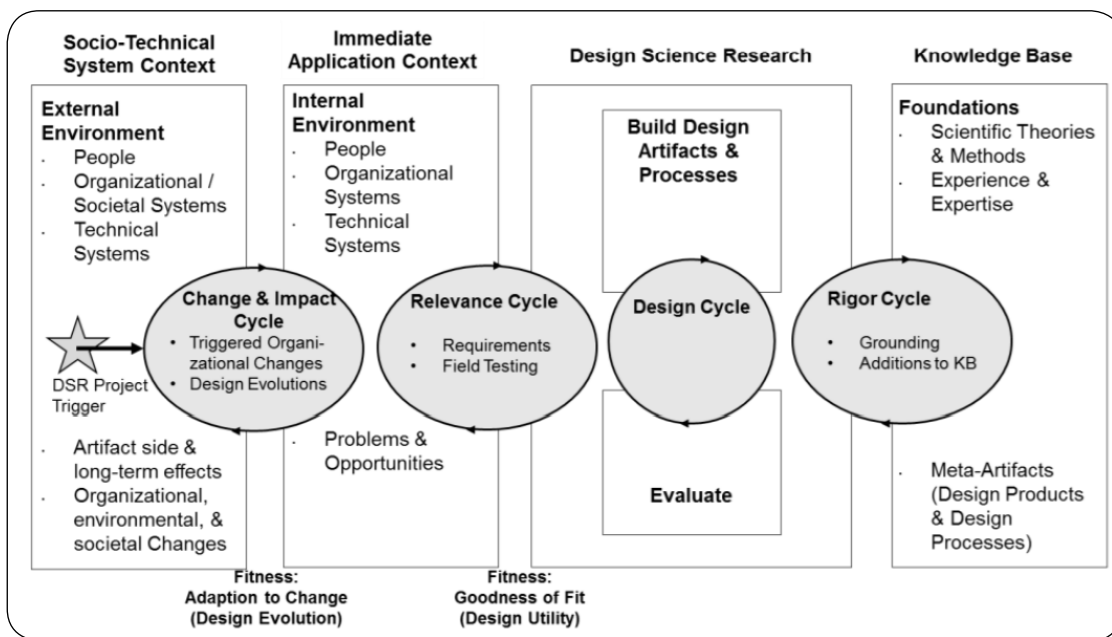 Socio-Technical
System Context
External
Environment
· People
· Organizational /
Societal Systems
· Technical
Systems
DSR Project
Trigger
· Artifact side &
long-term effects
· Organizational,
environmental, &
societal Changes
Change & Impact
Cycle
• Triggered Organi-
zational Changes
• Design Evolutions
Fitness:
Adaption to Change
(Design Evolution)
Immediate
Application Context
Internal
Environment
· People
· Organizational
Systems
· Technical
Systems
· Problems &
Opportunities
Relevance Cycle
• Requirements
• Field Testing
Fitness:
Goodness of Fit
(Design Utility)
Design Science Research
Build Design
Artifacts &
Processes
Design Cycle
Evaluate
Rigor Cycle
• Grounding
• Additions to KB
Knowledge Base
Foundations
· Scientific Theories
& Methods
· Experience &
Expertise
· Meta-Artifacts
(Design Products
& Design
Processes)